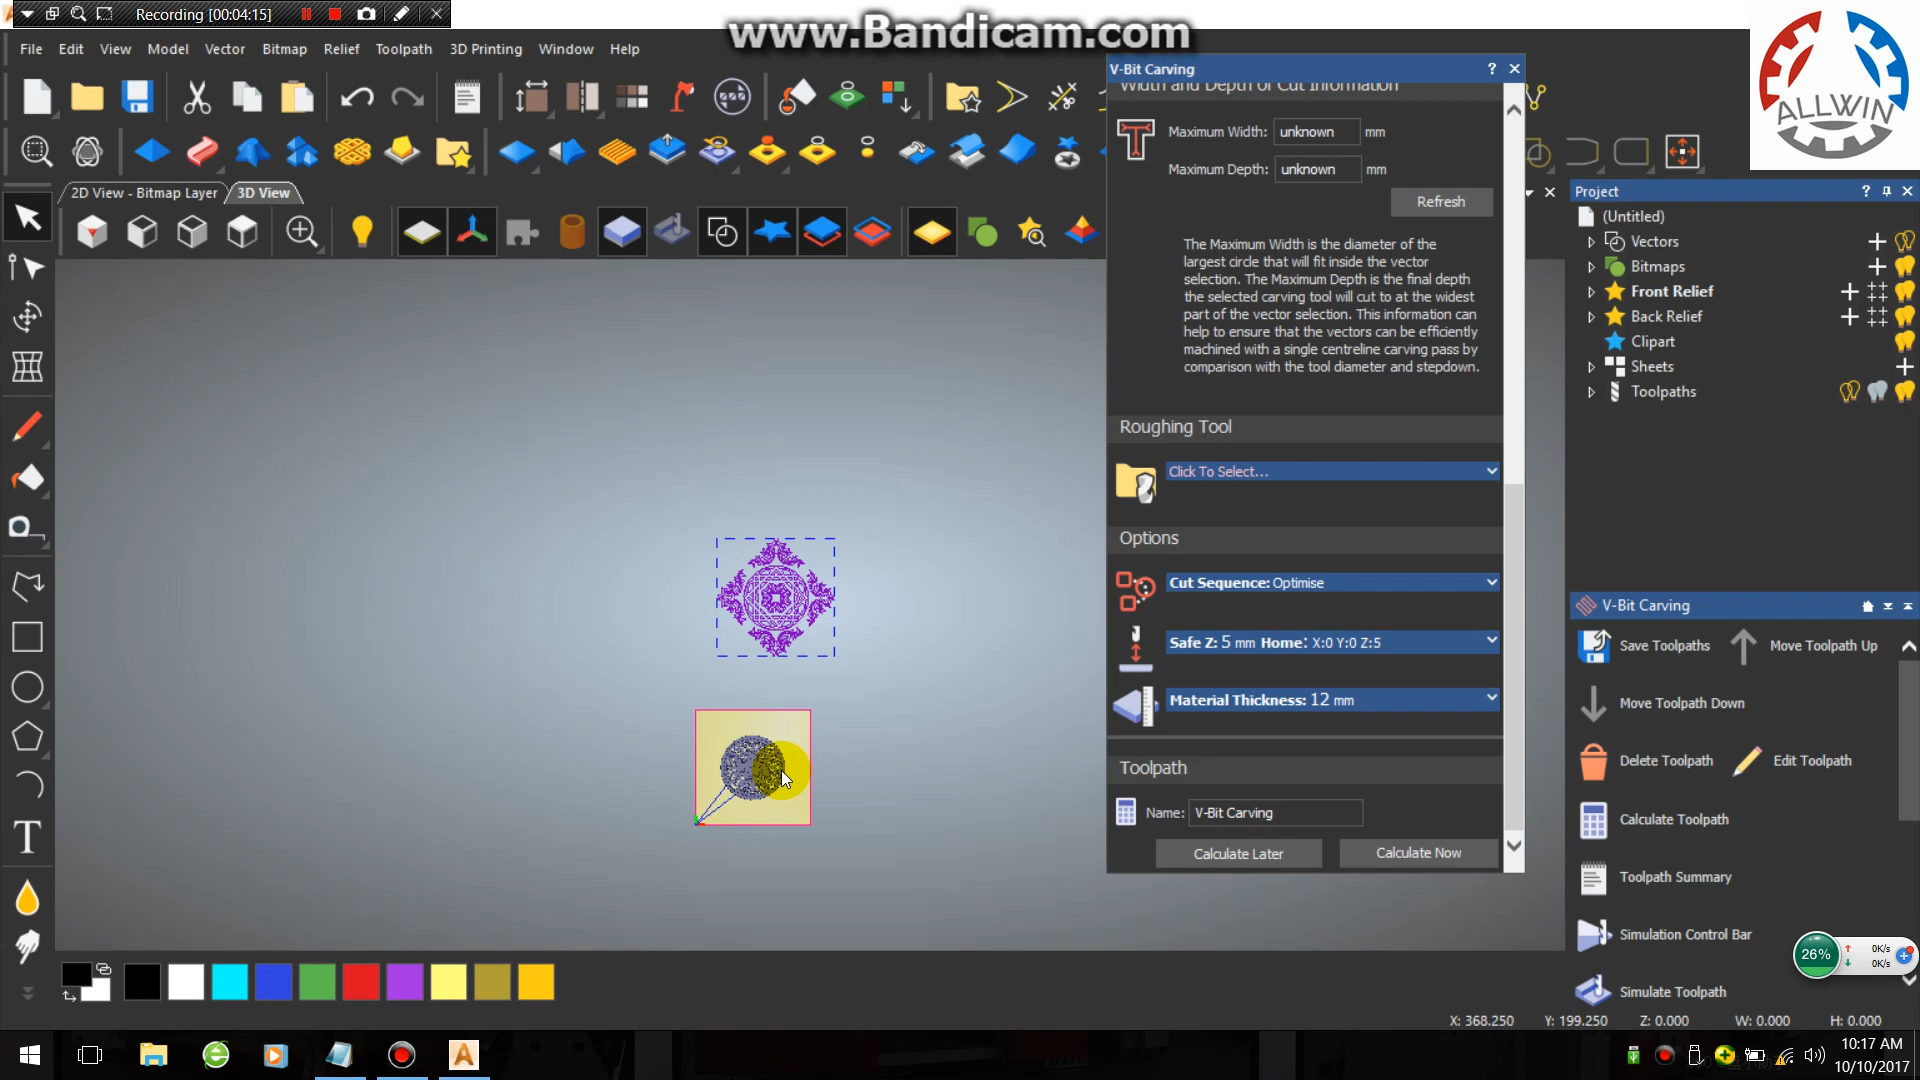 Recording [00:04:15]
www.Bandicam.com
ALLWIN
File Edit View Model Vector Bitmap Relief Toolpath 3D Printing Window Help
V-Bit Carving
Width and Depth of Cut Information
Maximum Width: unknown mm
Maximum Depth: unknown mm
Refresh
The Maximum Width is the diameter of the
largest circle that will fit inside the vector
selection. The Maximum Depth is the final depth
the selected carving tool will cut to at the widest
part of the vector selection. This information can
help to ensure that the vectors can be efficiently
machined with a single centreline carving pass by
comparison with the tool diameter and stepdown.
Roughing Tool
Click To Select...
Options
Cut Sequence: Optimise
Safe Z: 5 mm Home: X:0 Y:0 Z:5
Material Thickness: 12 mm
Toolpath
Name: V-Bit Carving
Calculate Later Calculate Now
2D View - Bitmap Layer 3D View
Project
(Untitled)
Vectors
Bitmaps
Front Relief
Back Relief
Clipart
Sheets
Toolpaths
V-Bit Carving
Save Toolpaths Move Toolpath Up
Move Toolpath Down
Delete Toolpath Edit Toolpath
Calculate Toolpath
Toolpath Summary
Simulation Control Bar
Simulate Toolpath
26% 0K/s
0K/s
X: 368.250 Y: 199.250 Z: 0.000 W: 0.000 H: 0.000
10:17 AM
10/10/2017